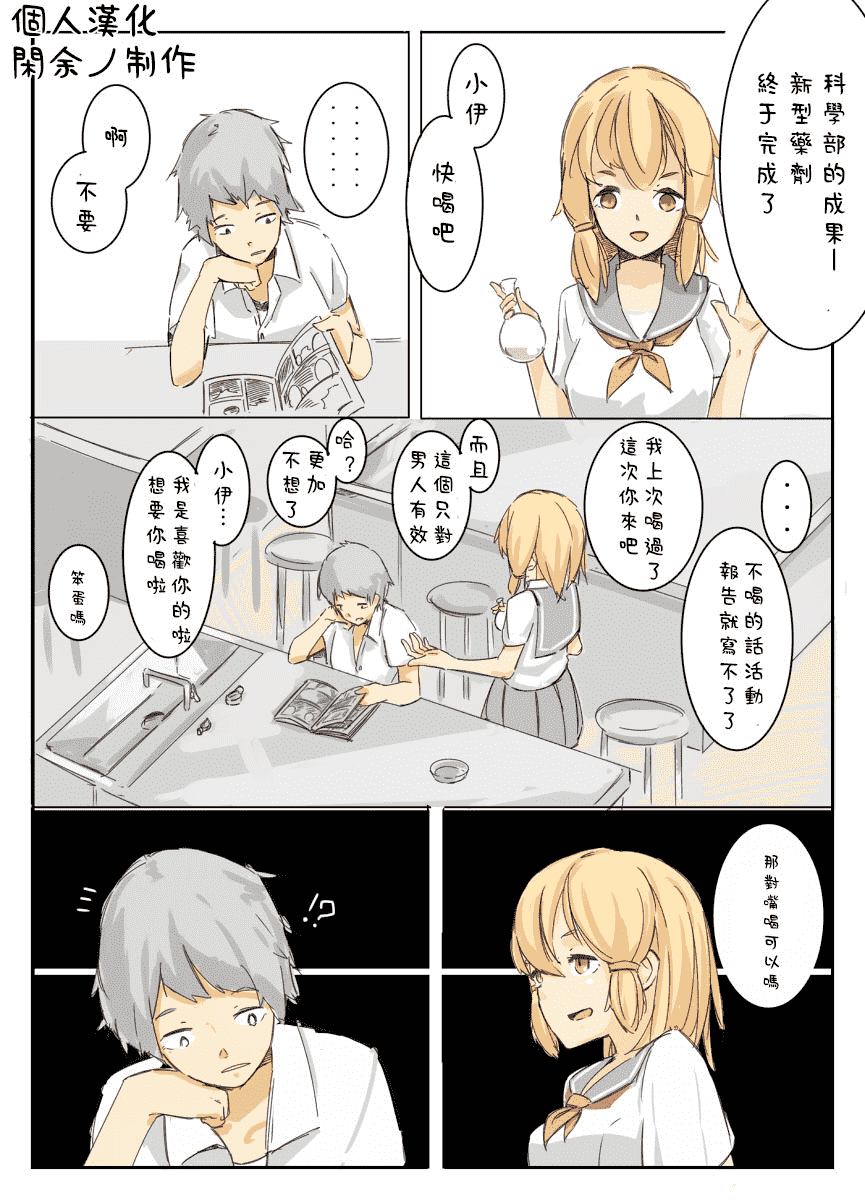 個人漢化
閑余ノ制作
科學部的成果ー
新型藥劑
終于完成了
小伊
快喝吧
‥‥‥‥‥
啊
不要
・・・
不喝的話活動
報告就寫不了了
我上次喝過了
這次你來吧
而且
這個只對
男人有效
哈?
更加
不想了
小伊…
我是喜歡你的啦
想要你喝啦
笨蛋嗎
那對嘴喝可以嗎
!?